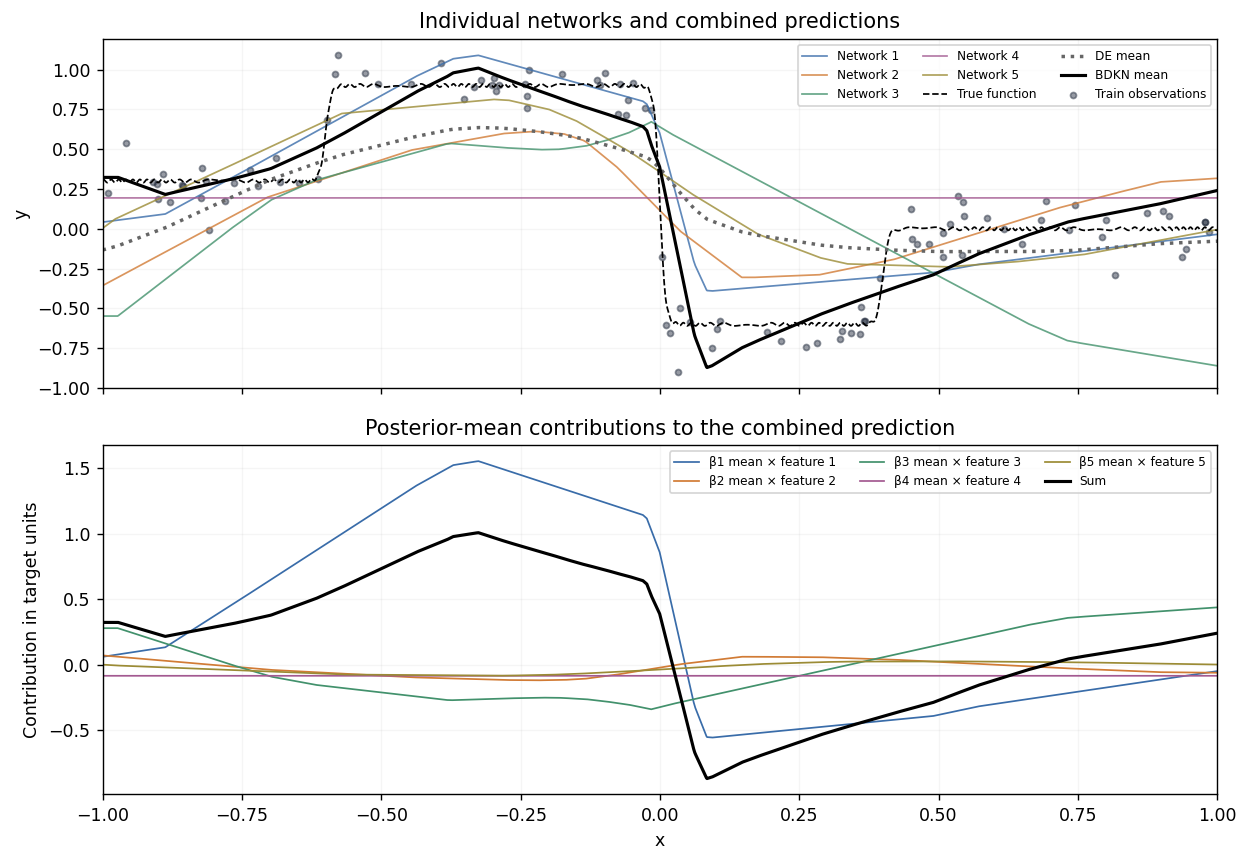 Individual networks and combined predictions
Network 1
Network 2
Network 3
Network 4
Network 5
True function
DE mean
BDKN mean
Train observations
1.00
0.75
0.50
0.25
0.00
−0.25
−0.50
−0.75
−1.00
y
Posterior-mean contributions to the combined prediction
β1 mean × feature 1
β2 mean × feature 2
β3 mean × feature 3
β4 mean × feature 4
β5 mean × feature 5
Sum
1.5
1.0
0.5
0.0
−0.5
Contribution in target units
−1.00
−0.75
−0.50
−0.25
0.00
0.25
0.50
0.75
1.00
x